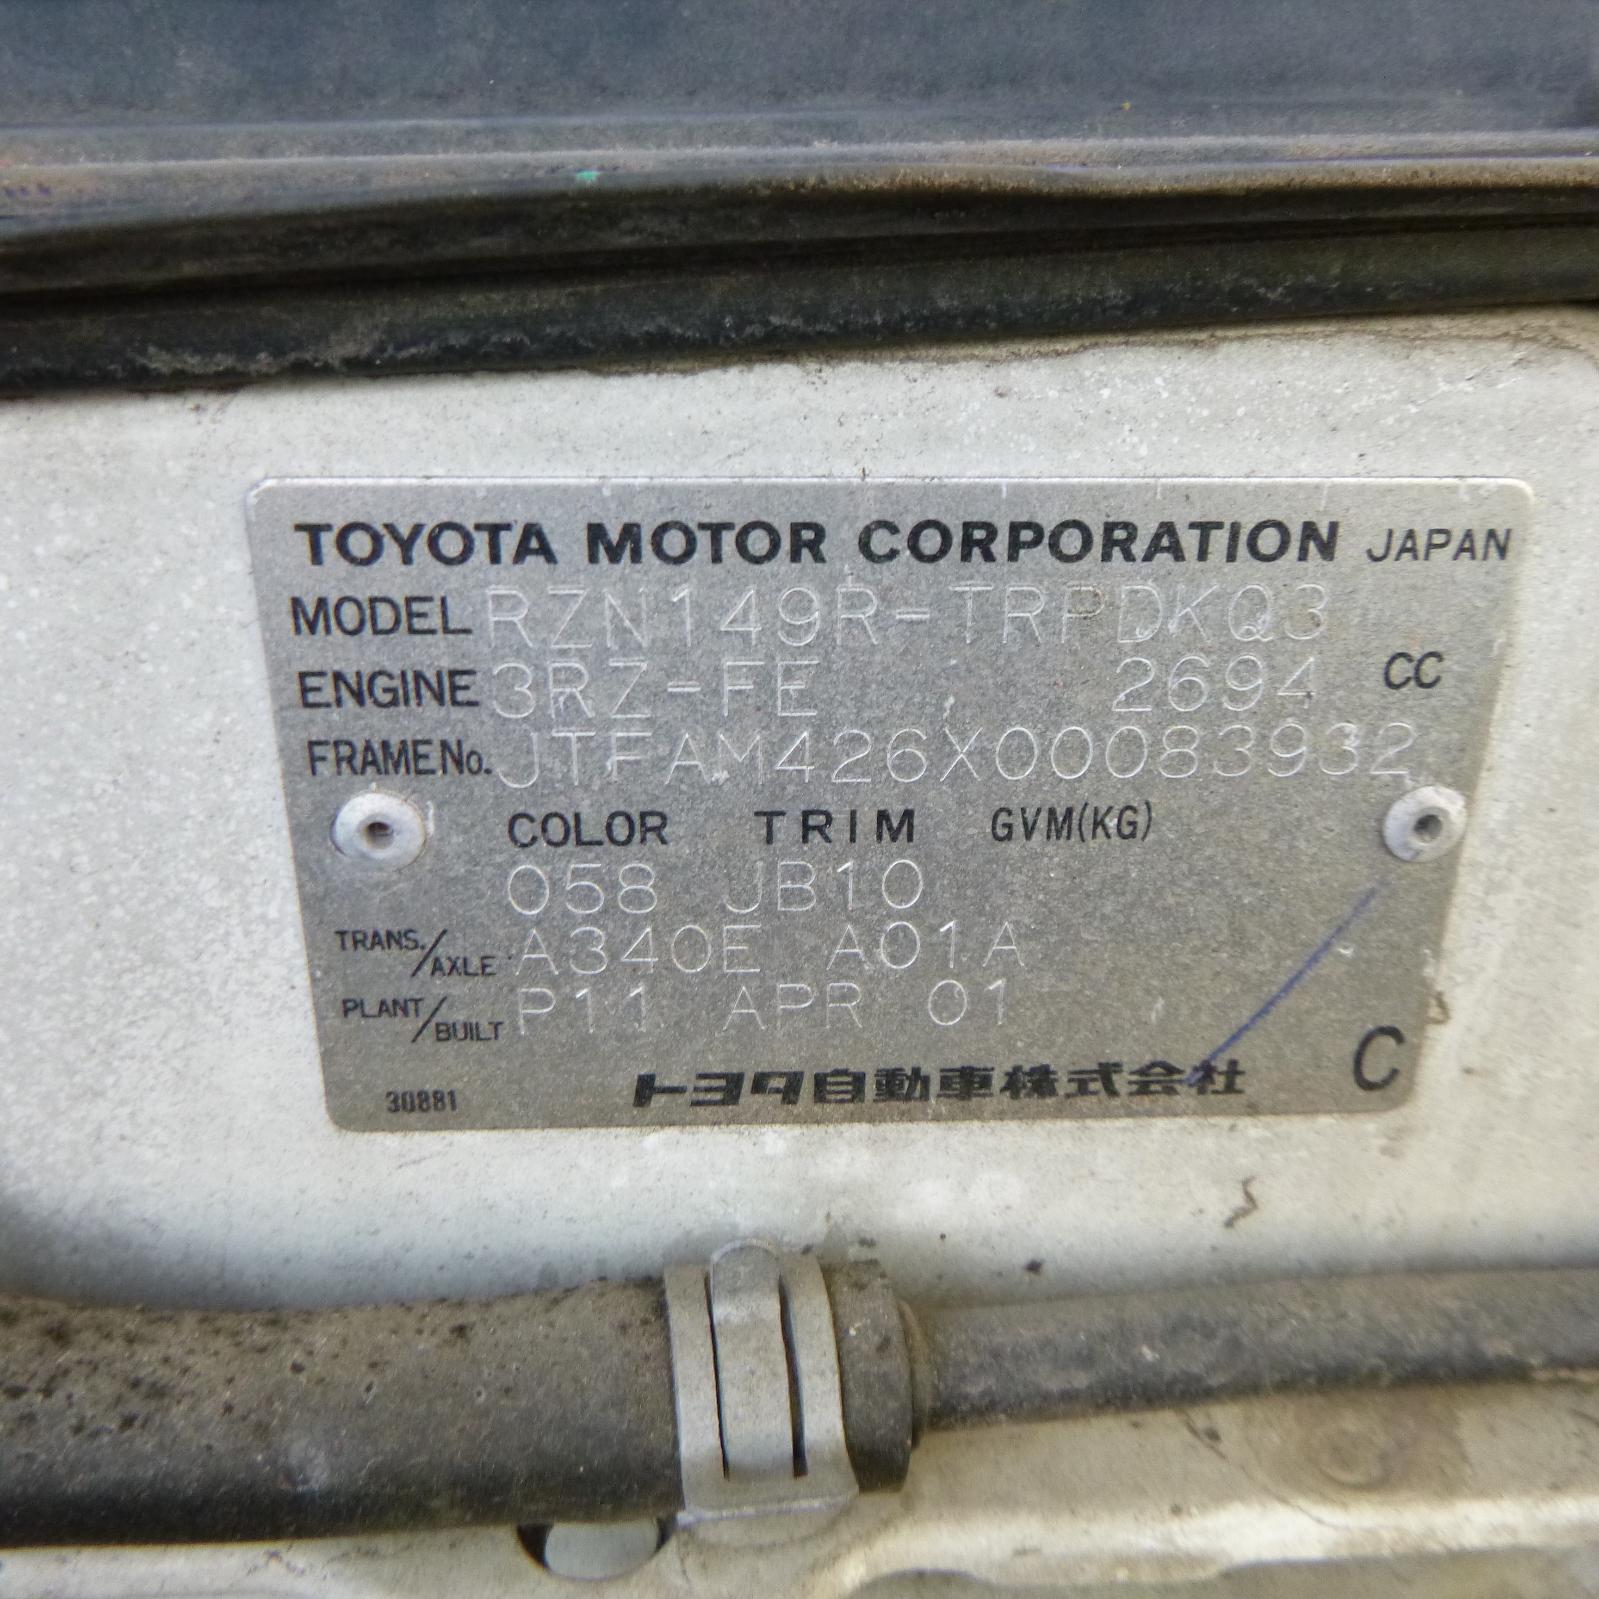 TOYOTA MOTOR CORPORATION JAPAN
MODEL RZN149R-TRPDKQ3
ENGINE 3RZ-FE 2694 CC
FRAME No. JTFAM426X00083932
COLOR TRIM GVM(KG)
058 JB10
TRANS./AXLE A340E A01A
PLANT/BUILT P11 APR 01
30881 トヨタ自動車株式会社 C